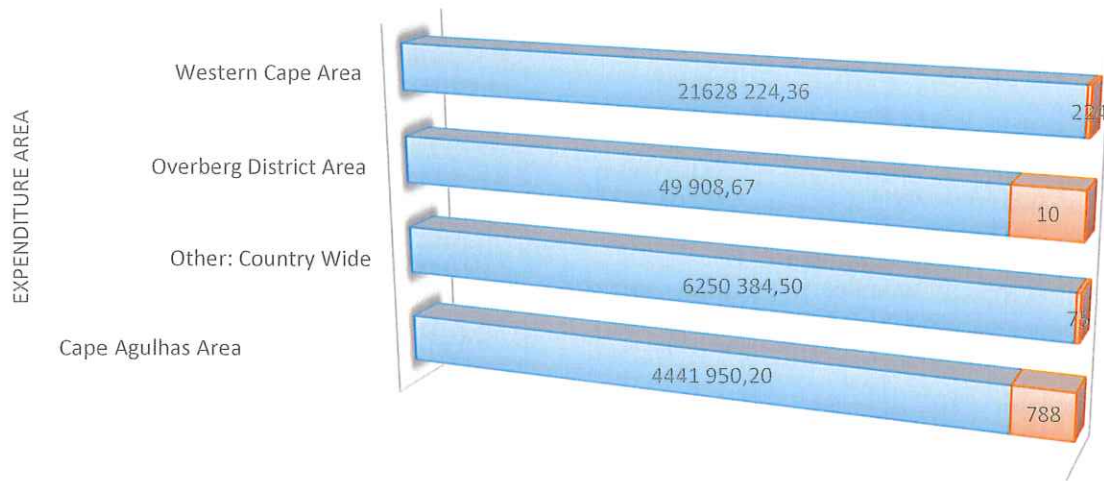 EXPENDITURE AREA
Western Cape Area
21628 224,36
224
Overberg District Area
49 908,67
10
Other: Country Wide
6250 384,50
Cape Agulhas Area
4441 950,20
788